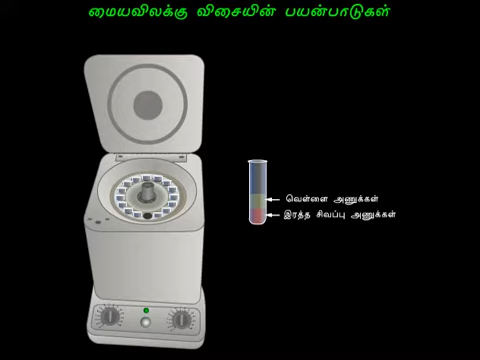 மையவிலக்கு விசையின் பயன்பாடுகள்
வெள்ளை அணுக்கள்
இரத்த சிவப்பு அணுக்கள்